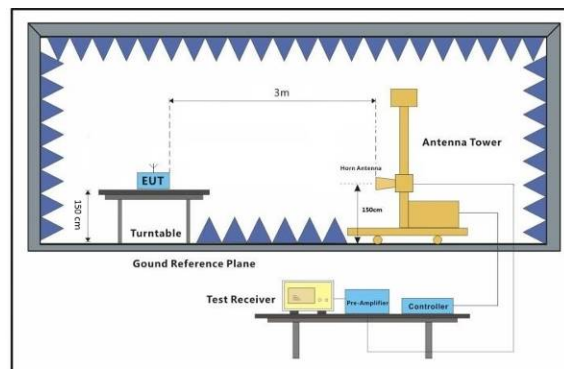 3m
Antenna Tower
Horn Antenna
EUT
150 cm
150cm
Turntable
Gound Reference Plane
Test Receiver
Pre-Amplifier
Controller